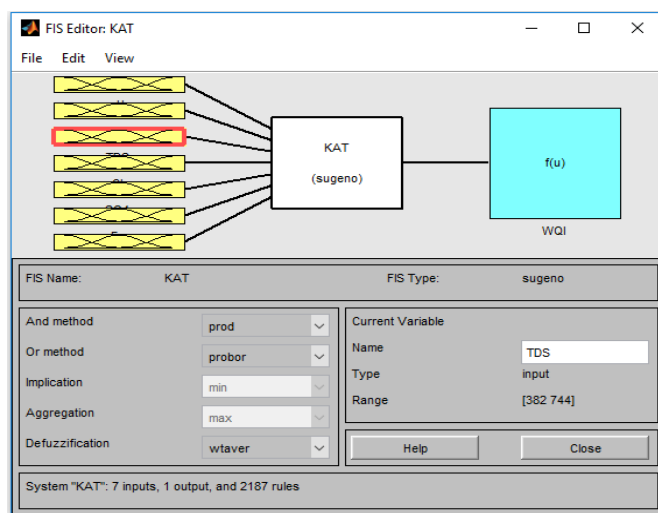 FIS Editor: KAT
File Edit View
TDS
KAT
(sugeno)
f(u)
WQI
FIS Name: KAT FIS Type: sugeno
And method prod
Or method probor
Implication min
Aggregation max
Defuzzification wtaver
Current Variable
Name TDS
Type input
Range [382 744]
Help Close
System "KAT": 7 inputs, 1 output, and 2187 rules